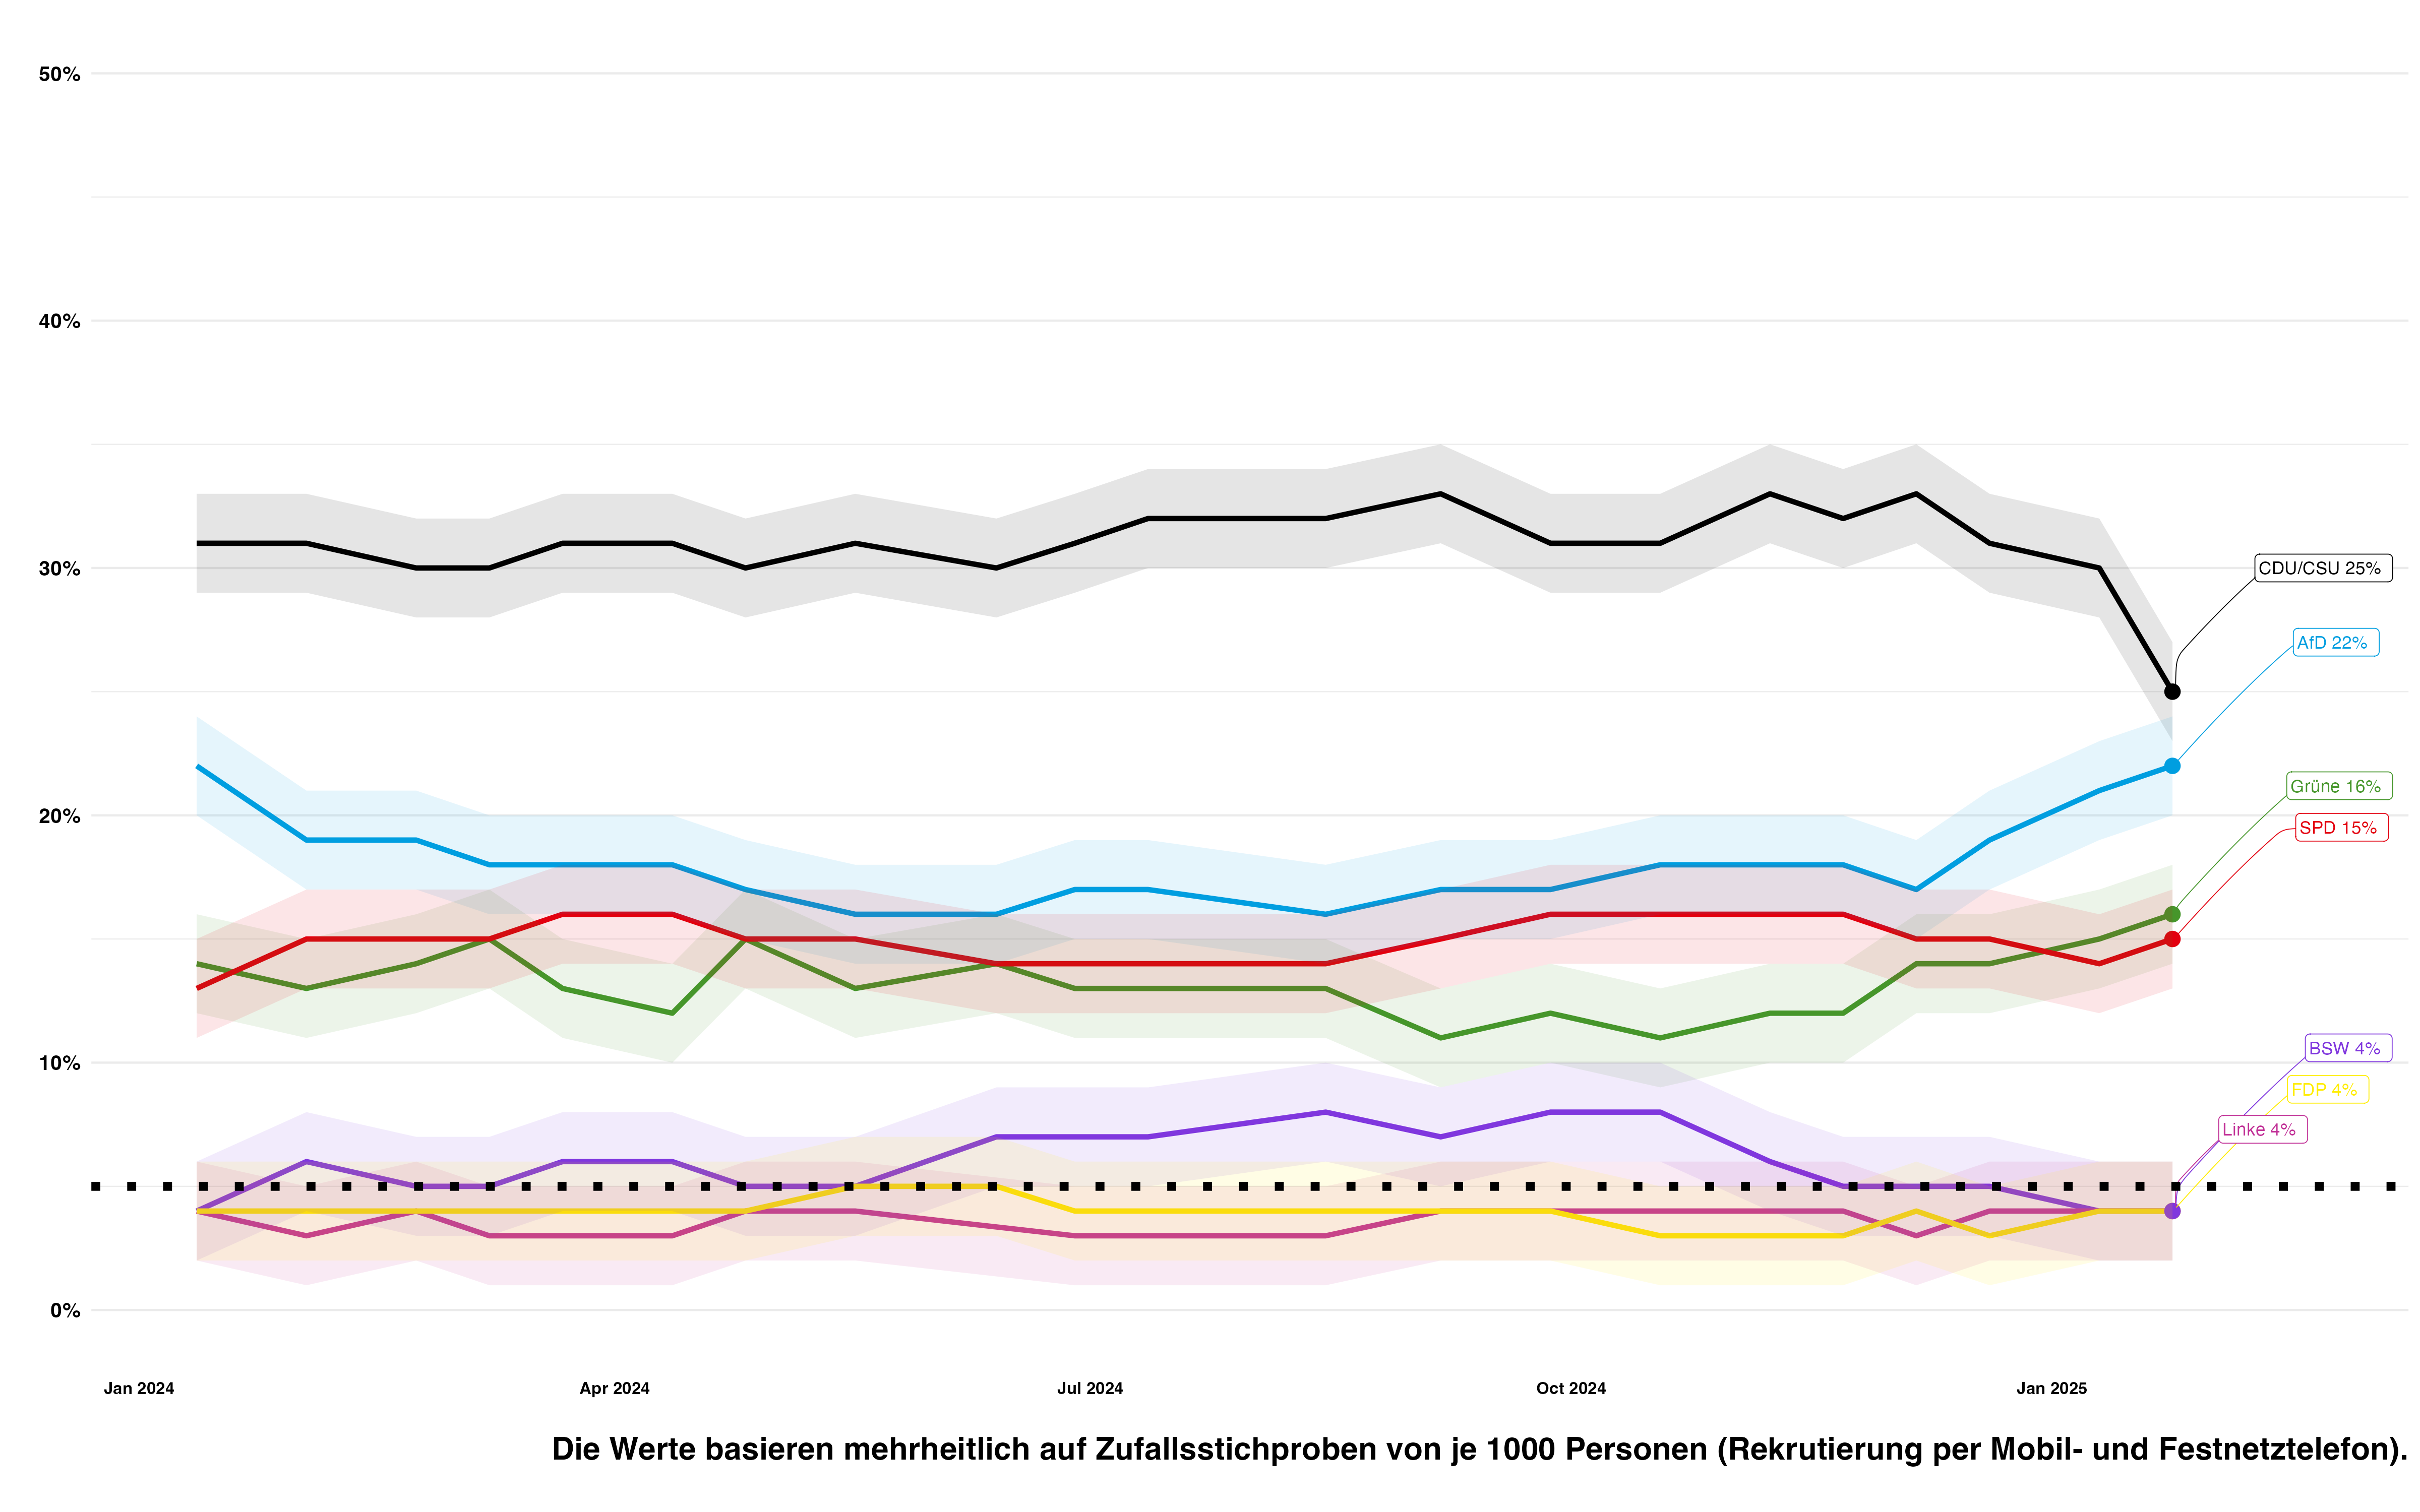 50%
40%
30%
20%
10%
0%
CDU/CSU 25%
AfD 22%
Grüne 16%
SPD 15%
BSW 4%
FDP 4%
Linke 4%
Jan 2024
Apr 2024
Jul 2024
Oct 2024
Jan 2025
Die Werte basieren mehrheitlich auf Zufallsstichproben von je 1000 Personen (Rekrutierung per Mobil- und Festnetztelefon).